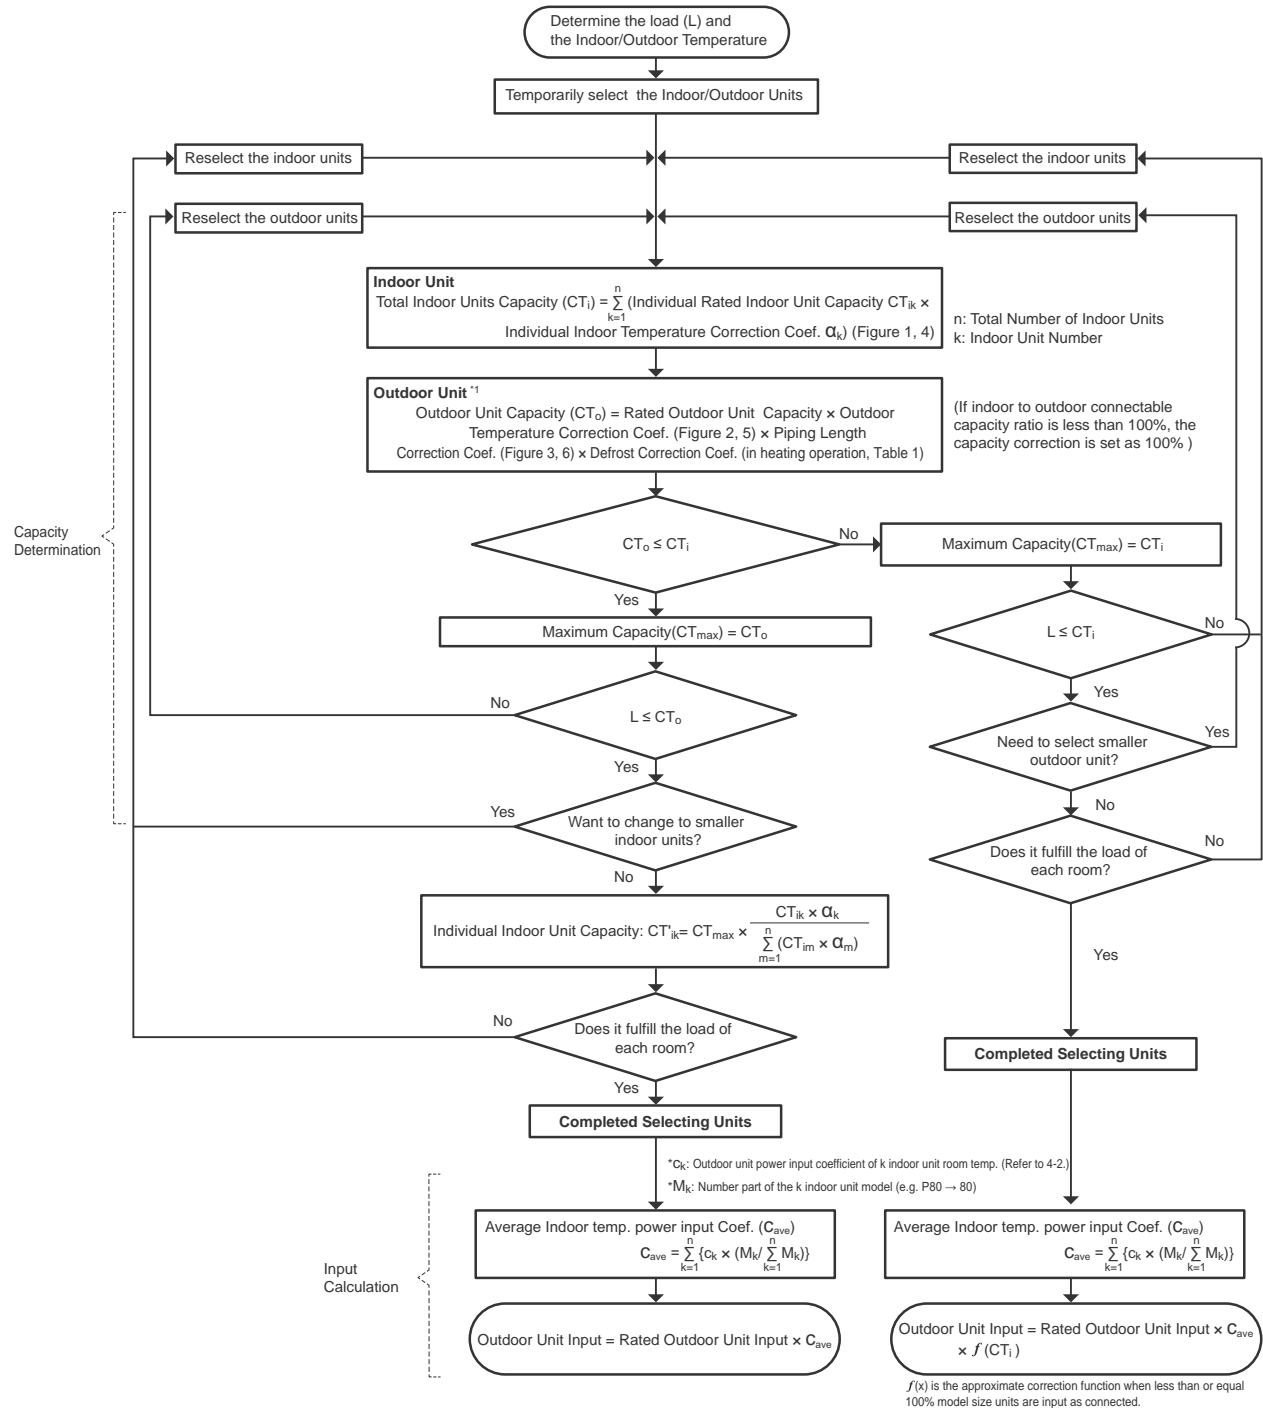 Determine the load (L) and
the Indoor/Outdoor Temperature
Temporarily select the Indoor/Outdoor Units
Reselect the indoor units
Reselect the indoor units
Reselect the outdoor units
Reselect the outdoor units
Indoor Unit
Total Indoor Units Capacity (CTi) = n Σ k=1 (Individual Rated Indoor Unit Capacity CTik ×
Individual Indoor Temperature Correction Coef. αk) (Figure 1, 4)
n: Total Number of Indoor Units
k: Indoor Unit Number
Outdoor Unit *1
Outdoor Unit Capacity (CTo) = Rated Outdoor Unit Capacity × Outdoor
Temperature Correction Coef. (Figure 2, 5) × Piping Length
Correction Coef. (Figure 3, 6) × Defrost Correction Coef. (in heating operation, Table 1)
(If indoor to outdoor connectable
capacity ratio is less than 100%, the
capacity correction is set as 100% )
Capacity
Determination
CTo ≤ CTi
No
Maximum Capacity(CTmax) = CTi
Yes
Maximum Capacity(CTmax) = CTo
L ≤ CTi
No
Yes
No
L ≤ CTo
Need to select smaller
outdoor unit?
Yes
Yes
No
Yes
Want to change to smaller
indoor units?
Does it fulfill the load of
each room?
No
No
Individual Indoor Unit Capacity: CT'ik= CTmax × CTik × αk / n Σ m=1 (CTim × αm)
Yes
No
Does it fulfill the load of
each room?
Yes
Completed Selecting Units
Completed Selecting Units
*ck: Outdoor unit power input coefficient of k indoor unit room temp. (Refer to 4-2.)
*Mk: Number part of the k indoor unit model (e.g. P80 → 80)
Input
Calculation
Average Indoor temp. power input Coef. (Cave)
Cave = n Σ k=1 {ck × (Mk/ n Σ k=1 Mk)}
Average Indoor temp. power input Coef. (Cave)
Cave = n Σ k=1 {ck × (Mk/ n Σ k=1 Mk)}
Outdoor Unit Input = Rated Outdoor Unit Input × Cave
Outdoor Unit Input = Rated Outdoor Unit Input × Cave
× f (CTi )
f(x) is the approximate correction function when less than or equal
100% model size units are input as connected.